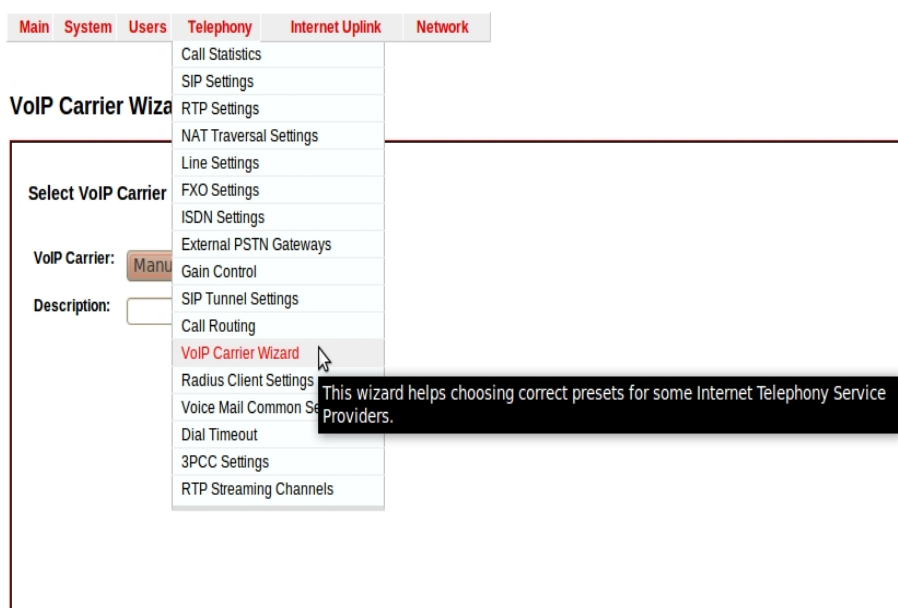 Main System Users Telephony Internet Uplink Network
Call Statistics
SIP Settings
VoIP Carrier Wiza
RTP Settings
NAT Traversal Settings
Line Settings
Select VoIP Carrier
FXO Settings
ISDN Settings
External PSTN Gateways
VoIP Carrier:
Manu
Gain Control
SIP Tunnel Settings
Description:
Call Routing
VoIP Carrier Wizard
Radius Client Settings
This wizard helps choosing correct presets for some Internet Telephony Service
Providers.
Voice Mail Common Se
Dial Timeout
3PCC Settings
RTP Streaming Channels